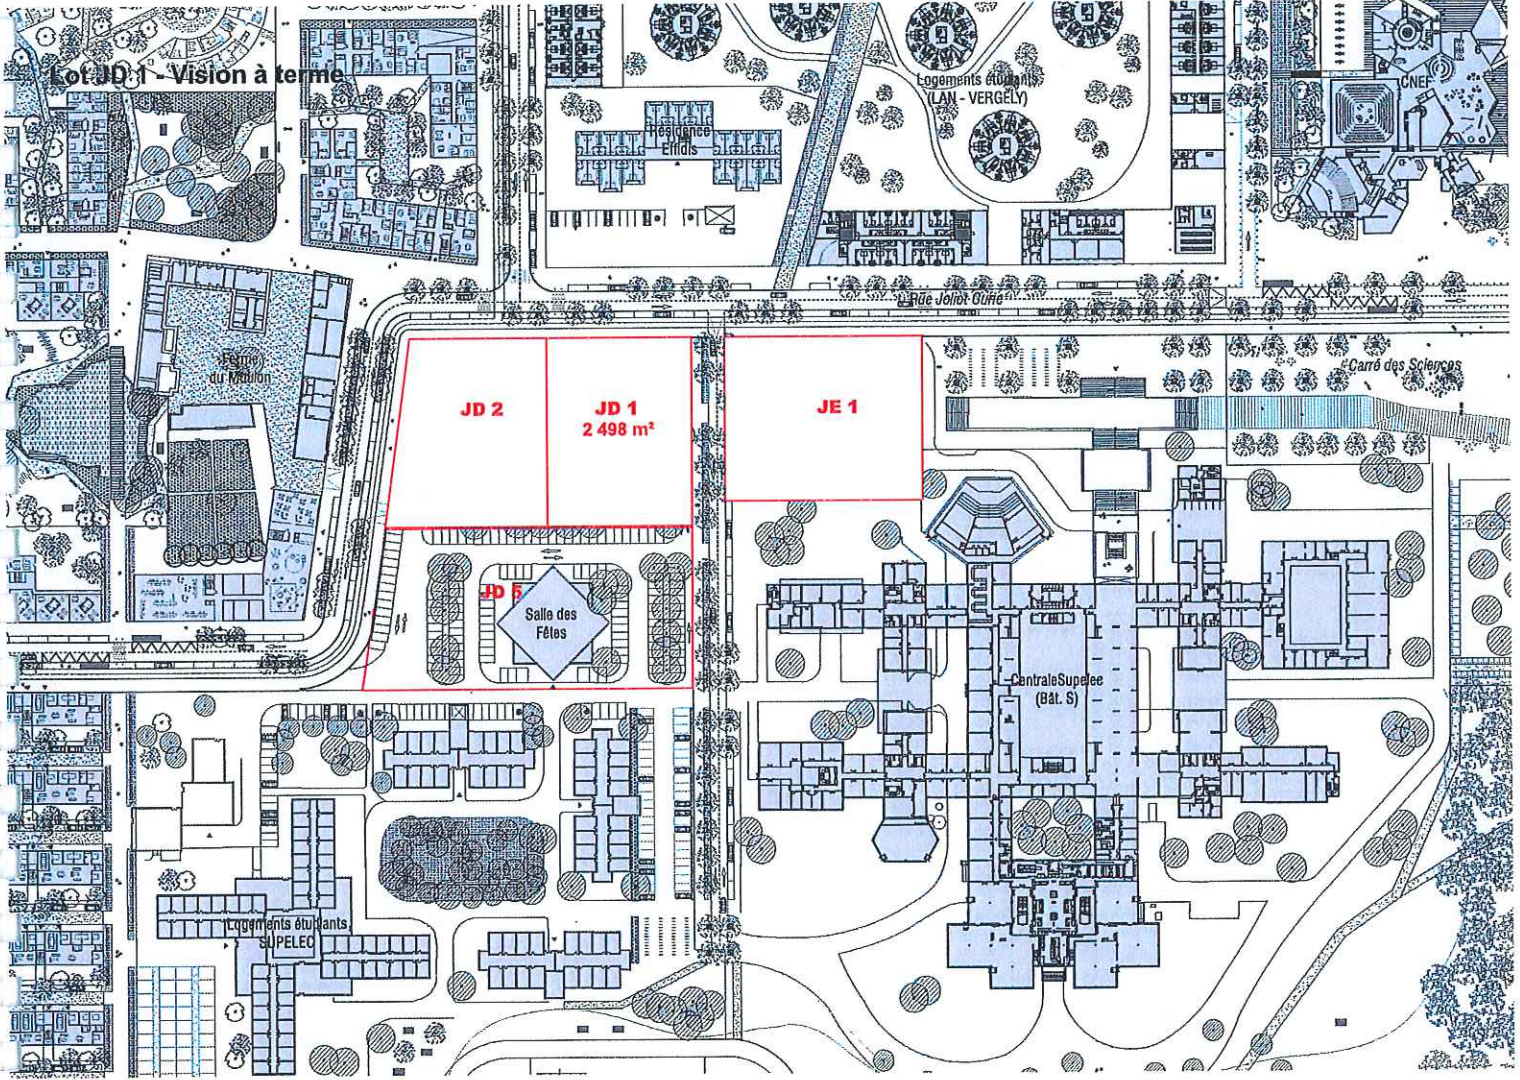 Lot JD 1 - Vision à terme
Logements étudiants
(LAN - VERGELY)
CNEF
Résidence
Emdis
Rue Joliot Curie
Ferme
du Moulon
Carré des Sciences
JD 2
JD 1
2 498 m²
JE 1
JD 5
Salle des
Fêtes
CentraleSupelec
(Bât. S)
Logements étudiants
SUPELEC